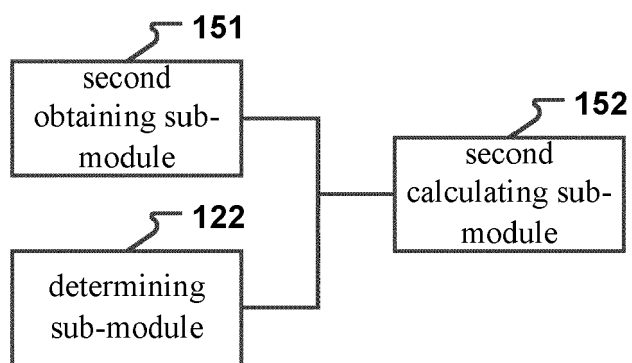 151
second
obtaining sub-
module
152
second
calculating sub-
module
122
determining
sub-module